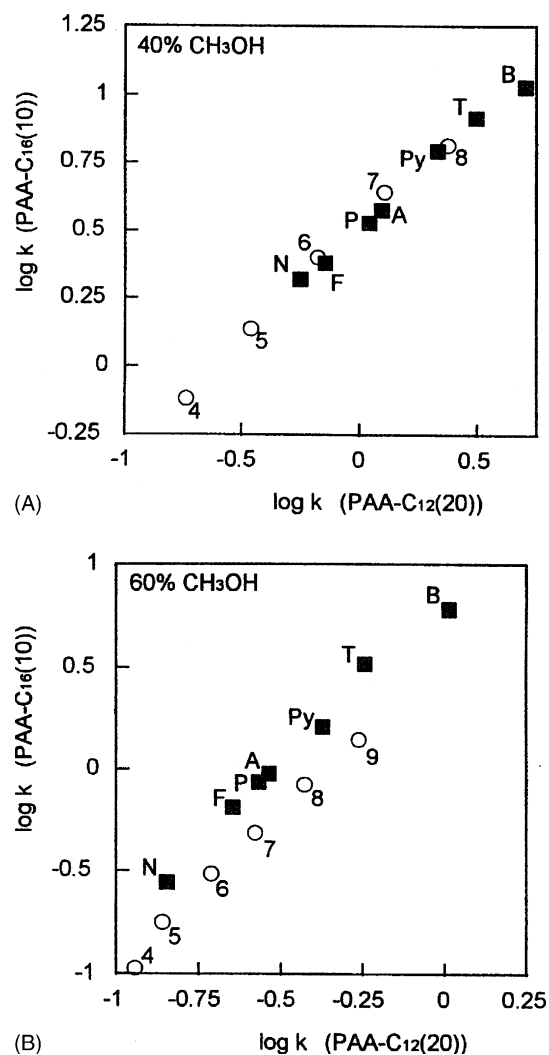 1.25
40% CH₃OH
B
1
T
0.75
Py
8
7
0.5
P
A
6
N
F
0.25
5
0
4
-0.25
-1
-0.5
0
0.5
log k (PAA-C₁₆(10))
log k (PAA-C₁₂(20))
(A)
1
60% CH₃OH
B
0.5
T
Py
9
A
0
P
8
F
7
-0.5
N
6
5
4
-1
-1
-0.75
-0.5
-0.25
0
0.25
log k (PAA-C₁₆(10))
log k (PAA-C₁₂(20))
(B)